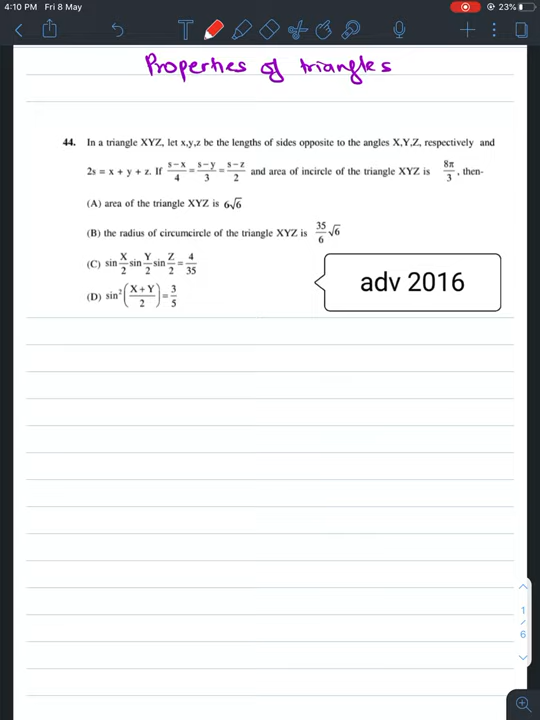 4:10 PM Fri 8 May
23%
Properties of triangles
44. In a triangle XYZ, let x,y,z be the lengths of sides opposite to the angles X,Y,Z, respectively and
2s = x + y + z. If (s−x)/4 = (s−y)/3 = (s−z)/2 and area of incircle of the triangle XYZ is 8π/3, then-
(A) area of the triangle XYZ is 6√6
(B) the radius of circumcircle of the triangle XYZ is 35/6 √6
(C) sin X/2 sin Y/2 sin Z/2 = 4/35
(D) sin²((X + Y)/2) = 3/5
adv 2016
1
/
6